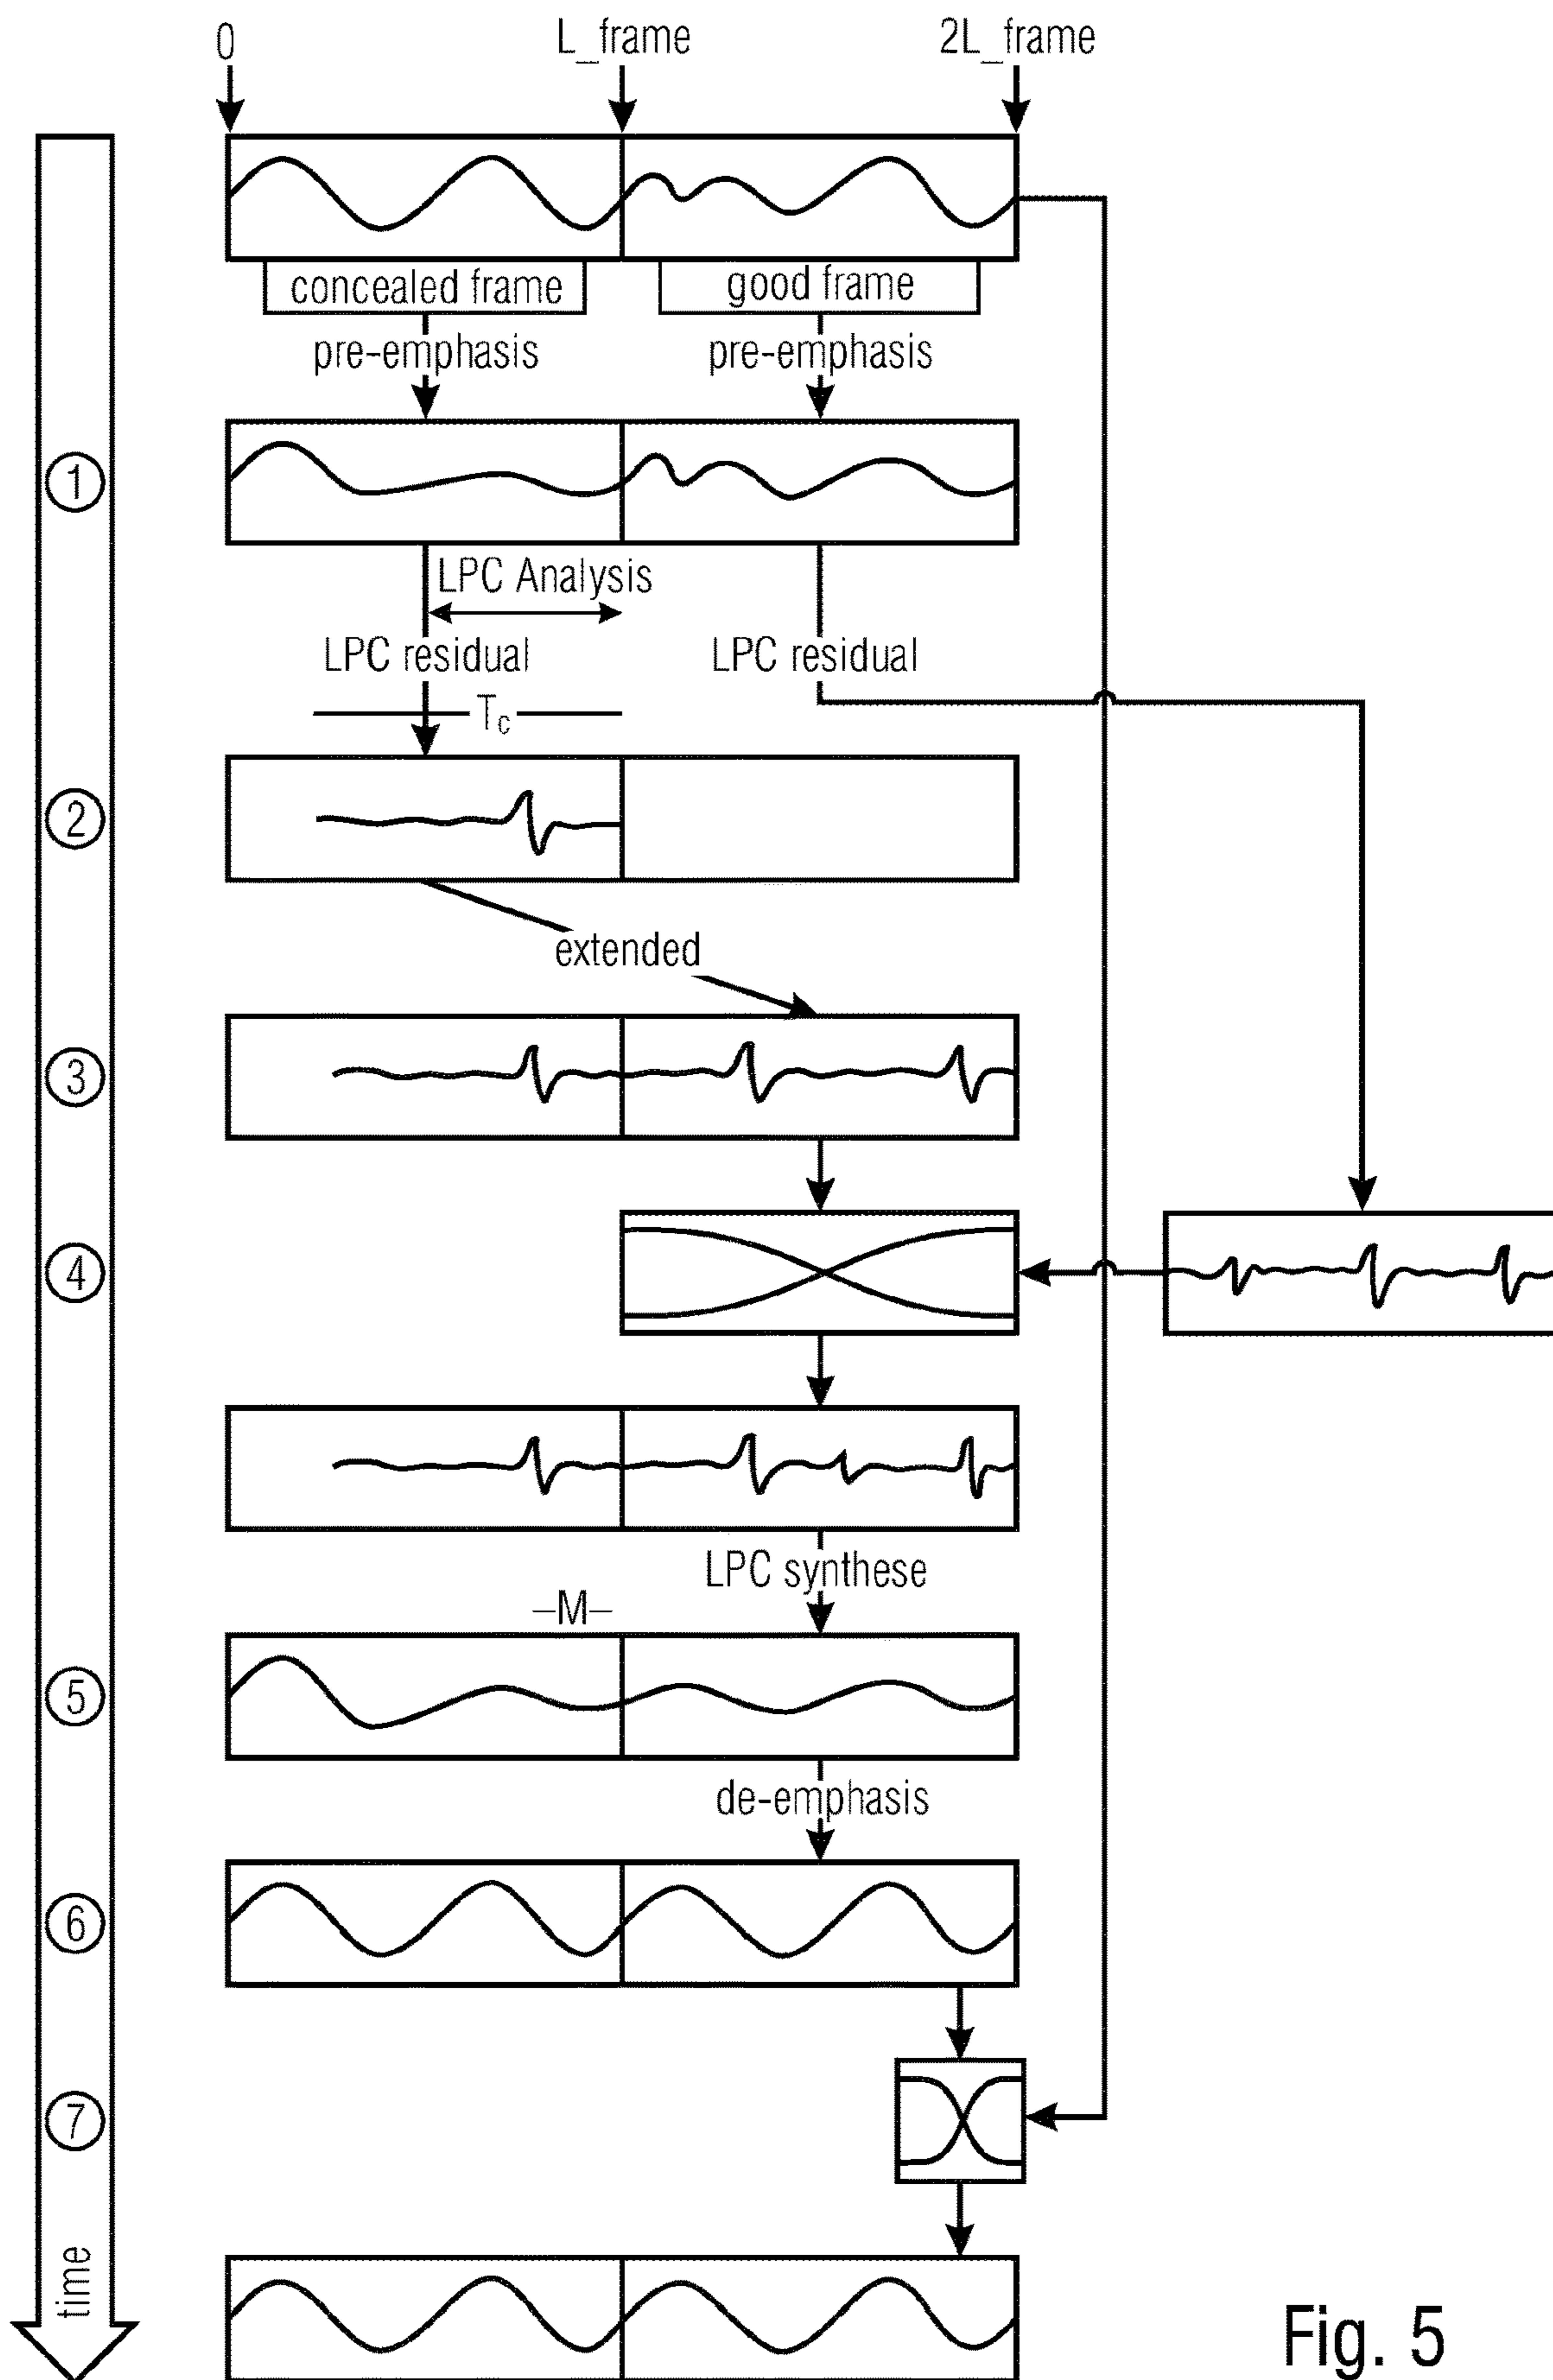 0
L_frame
2L_frame
concealed frame
good frame
pre-emphasis
pre-emphasis
1
LPC Analysis
LPC residual
LPC residual
Tc
2
extended
3
4
LPC synthese
–M–
5
de-emphasis
6
7
time
Fig. 5